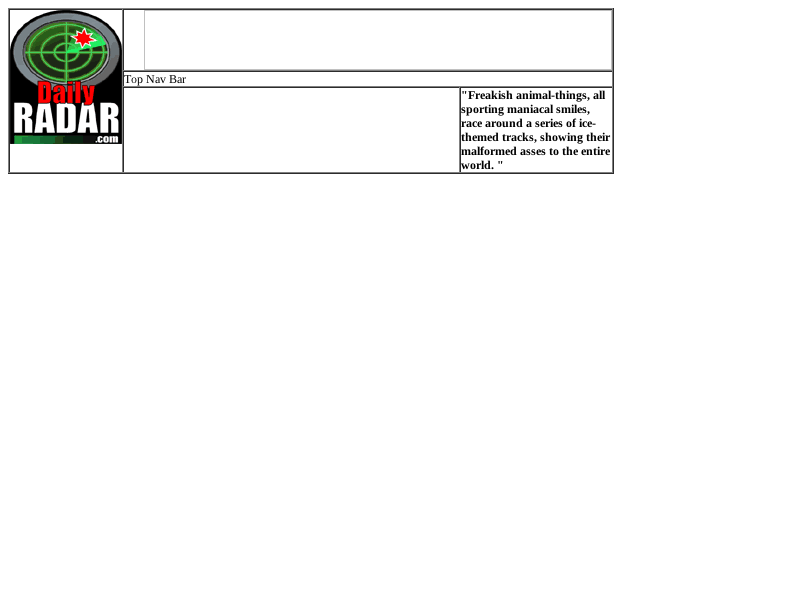 Daily
RADAR
.com
Top Nav Bar
"Freakish animal-things, all
sporting maniacal smiles,
race around a series of ice-
themed tracks, showing their
malformed asses to the entire
world. "